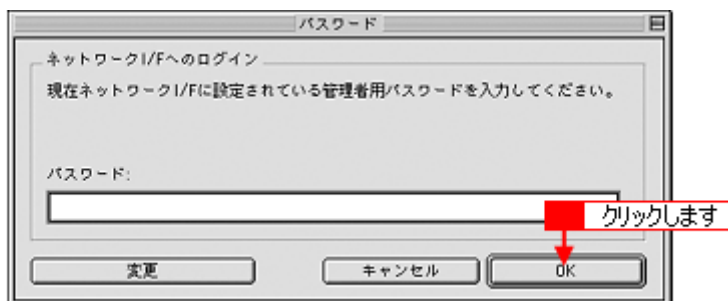 パスワード
ネットワークI/Fへのログイン
現在ネットワークI/Fに設定されている管理者用パスワードを入力してください。
パスワード:
クリックします
変更 キャンセル OK